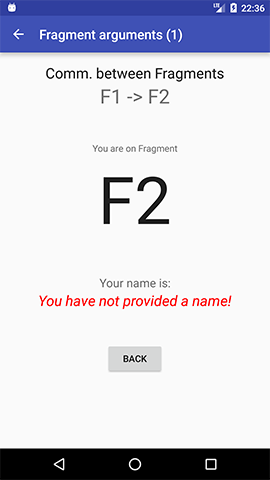 LTE 22:36
Fragment arguments (1)
Comm. between Fragments
F1 -> F2
You are on Fragment
F2
Your name is:
You have not provided a name!
BACK